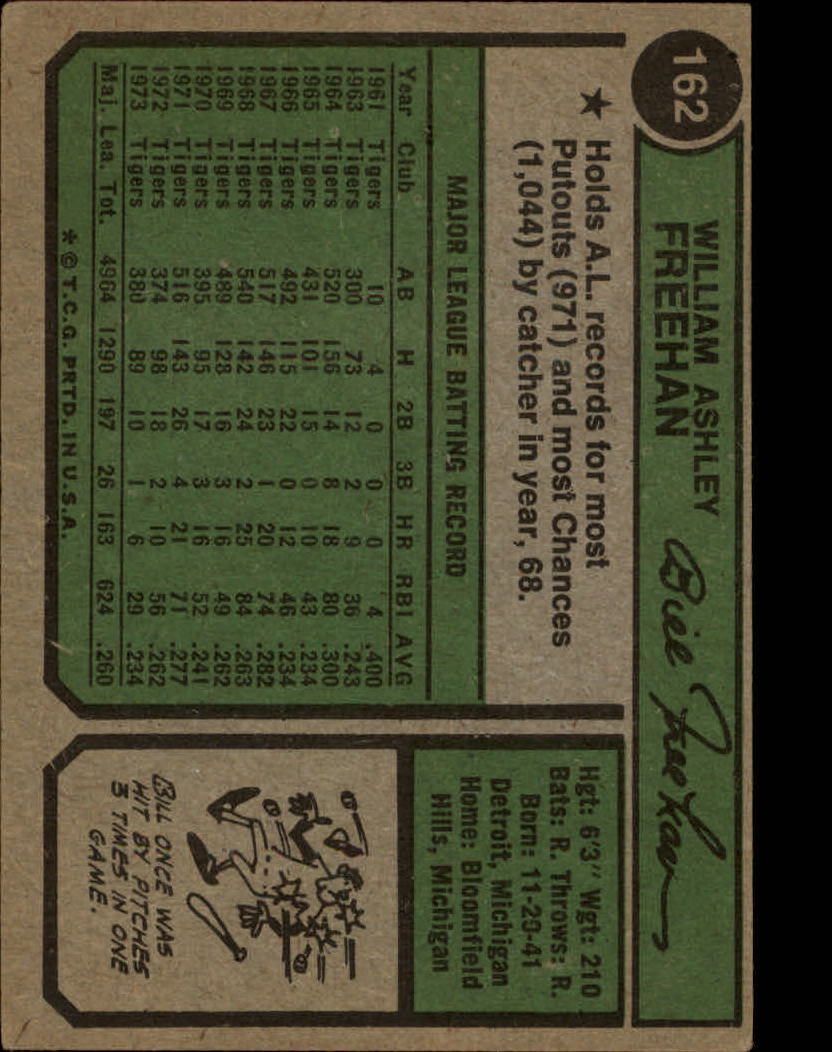 162
WILLIAM ASHLEY
FREEHAN
Bill Freehan
★ Holds A.L. records for most
Putouts (971) and most Chances
(1,044) by catcher in year, 68.
Hgt: 6'3" Wgt: 210
Bats: R. Throws: R.
Born: 11-29-41
Detroit, Michigan
Home: Bloomfield
Hills, Michigan
MAJOR LEAGUE BATTING RECORD
Year Club AB H 2B 3B HR RBI AVG
1961 Tigers 10 4 0 0 0 4 .400
1963 Tigers 300 73 12 2 9 36 .243
1964 Tigers 520 156 14 8 18 80 .300
1965 Tigers 431 101 15 0 10 43 .234
1966 Tigers 492 115 22 0 12 46 .234
1967 Tigers 517 146 23 1 20 74 .282
1968 Tigers 540 142 24 2 25 84 .263
1969 Tigers 489 128 16 3 16 49 .262
1970 Tigers 395 95 17 3 16 52 .241
1971 Tigers 516 143 26 4 21 71 .277
1972 Tigers 374 98 18 2 10 56 .262
1973 Tigers 380 89 10 1 6 29 .234
Maj. Lea. Tot. 4964 1290 197 26 163 624 .260
* © T.C.G. PRTD. IN U.S.A.
BILL ONCE WAS
HIT BY PITCHES
3 TIMES IN ONE
GAME.